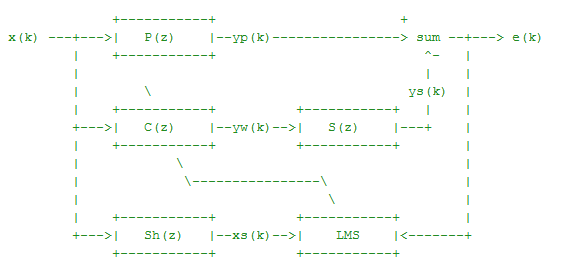 +
x(k) P(z) yp(k) sum e(k)
ys(k)
C(z) yw(k) S(z)
Sh(z) xs(k) LMS